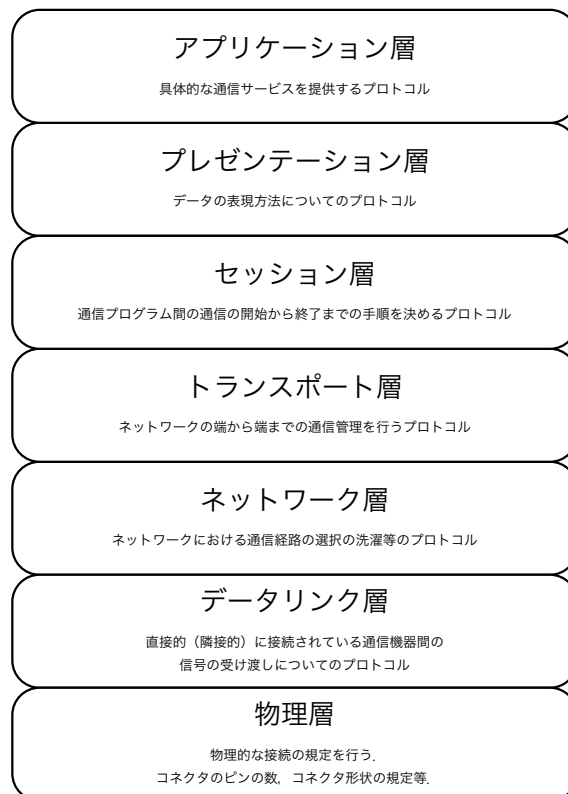 アプリケーション層
具体的な通信サービスを提供するプロトコル
プレゼンテーション層
データの表現方法についてのプロトコル
セッション層
通信プログラム間の通信の開始から終了までの手順を決めるプロトコル
トランスポート層
ネットワークの端から端までの通信管理を行うプロトコル
ネットワーク層
ネットワークにおける通信経路の選択の洗濯等のプロトコル
データリンク層
直接的（隣接的）に接続されている通信機器間の
信号の受け渡しについてのプロトコル
物理層
物理的な接続の規定を行う．
コネクタのピンの数，コネクタ形状の規定等．